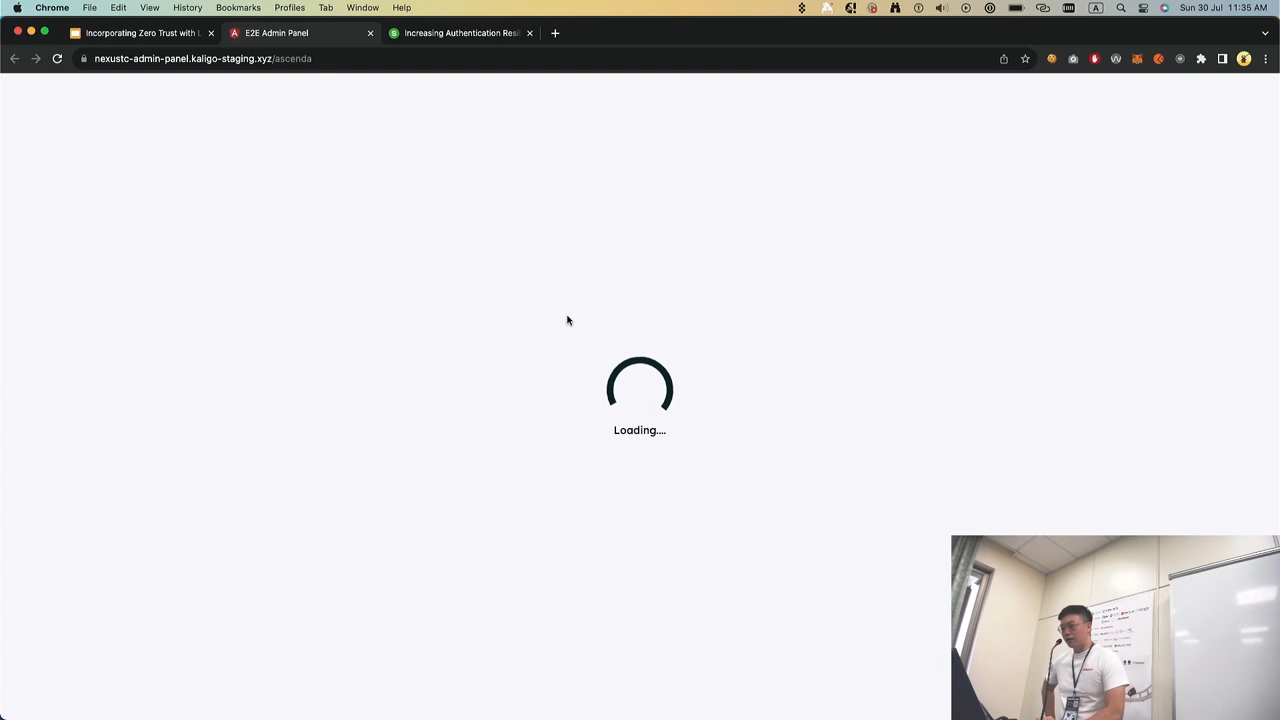 Chrome File Edit View History Bookmarks Profiles Tab Window Help Sun 30 Jul 11:35 AM
Incorporating Zero Trust with L E2E Admin Panel Increasing Authentication Resi
nexustc-admin-panel.kaligo-staging.xyz/ascenda
Loading....